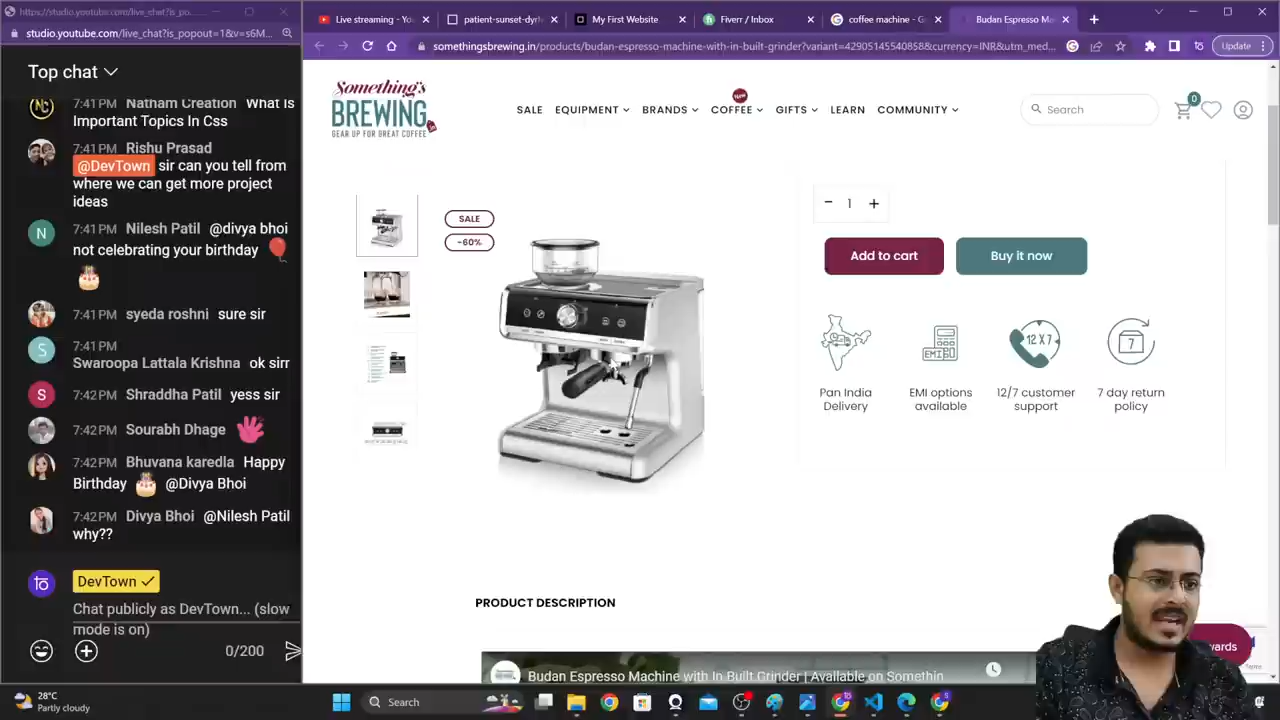 https://studio.youtube.com/live_chat?is_po...
studio.youtube.com/live_chat?is_popout=1&v=s6M...
Top chat
7:41 PM Natham Creation What is
Important Topics In Css
7:41 PM Rishu Prasad
@DevTown sir can you tell from
where we can get more project
ideas
7:41 PM Nilesh Patil @divya bhoi
not celebrating your birthday 🎈
🎂
7:41 PM syeda roshni sure sir
7:41 PM
Swaroopa Lattala Krishna ok sirr
7:42 PM Shraddha Patil yess sir
7:42 PM Sourabh Dhage
7:42 PM Bhuvana karedla Happy
Birthday 🎂 @Divya Bhoi
7:42 PM Divya Bhoi @Nilesh Patil
why??
DevTown
Chat publicly as DevTown... (slow
mode is on)
0/200
Live streaming - Yo
patient-sunset-dyrh
My First Website
Fiverr / Inbox
coffee machine - G
Budan Espresso Ma
somethingsbrewing.in/products/budan-espresso-machine-with-in-built-grinder?variant=42905145540858&currency=INR&utm_med...
Update
Something's
BREWING
GEAR UP FOR GREAT COFFEE
SALE
EQUIPMENT
BRANDS
New
COFFEE
GIFTS
LEARN
COMMUNITY
Search
0
SALE
-60%
- 1 +
Add to cart
Buy it now
12 X 7
EMI
7
Pan India
Delivery
EMI options
available
12/7 customer
support
7 day return
policy
PRODUCT DESCRIPTION
Budan Espresso Machine with In Built Grinder | Available on Somethin
wards
28°C
Partly cloudy
Search